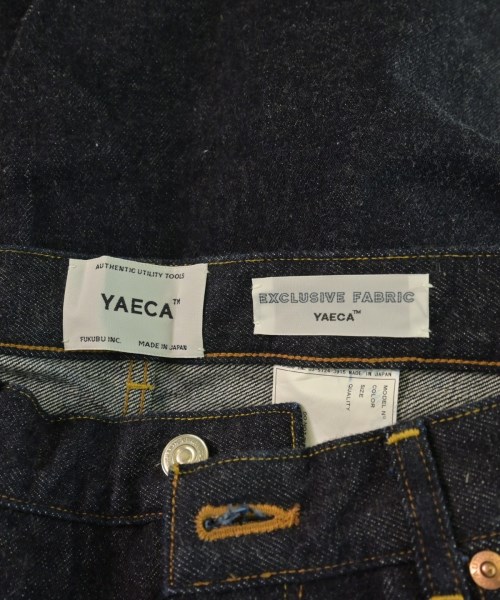 AUTHENTIC UTILITY TOOLS
YAECA™
FUKUBU INC. MADE IN JAPAN
EXCLUSIVE FABRIC
YAECA™
MADE IN JAPAN
MODEL Nº
COLOR
SIZE
QUALITY